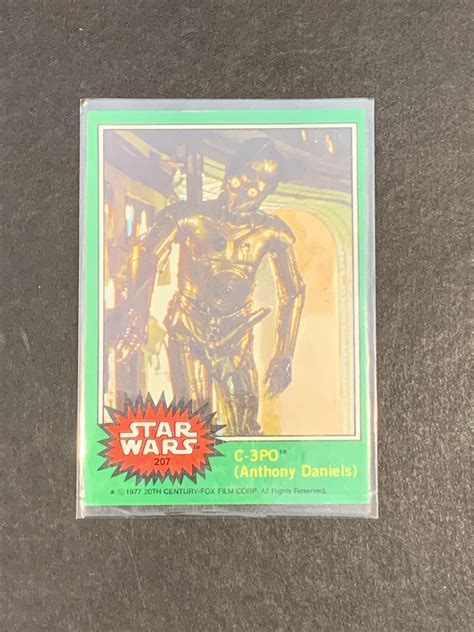 STAR
WARS
207
C-3PO™
(Anthony Daniels)
★ © 1977 20TH CENTURY-FOX FILM CORP. All Rights Reserved.